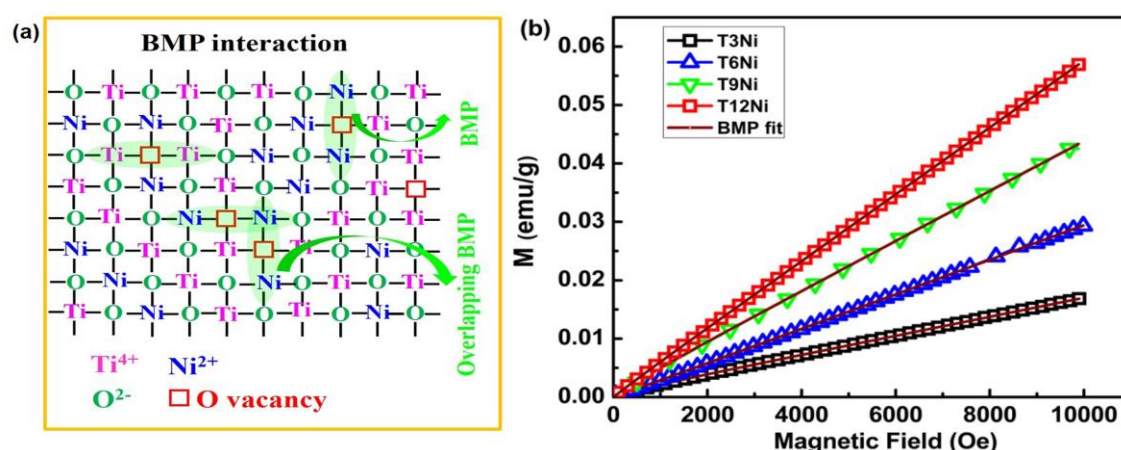 (a)
BMP interaction
O Ti O Ti O Ti O Ni O Ti
Ni O Ni O Ti O Ni Ti O
O Ti Ti O Ni O Ni O Ti
Ti O Ni O Ti O Ni O Ti
O Ti O Ni Ni O Ti O Ti
Ni O Ti O Ti Ti O Ni O
O Ni O Ti O Ni O Ti O Ti
Ti O Ni O Ti O Ti O Ni O
BMP
Overlapping BMP
Ti⁴⁺ Ni²⁺
O²⁻ O vacancy
(b)
T3Ni
T6Ni
T9Ni
T12Ni
BMP fit
M (emu/g)
0.06
0.05
0.04
0.03
0.02
0.01
0.00
0 2000 4000 6000 8000 10000
Magnetic Field (Oe)